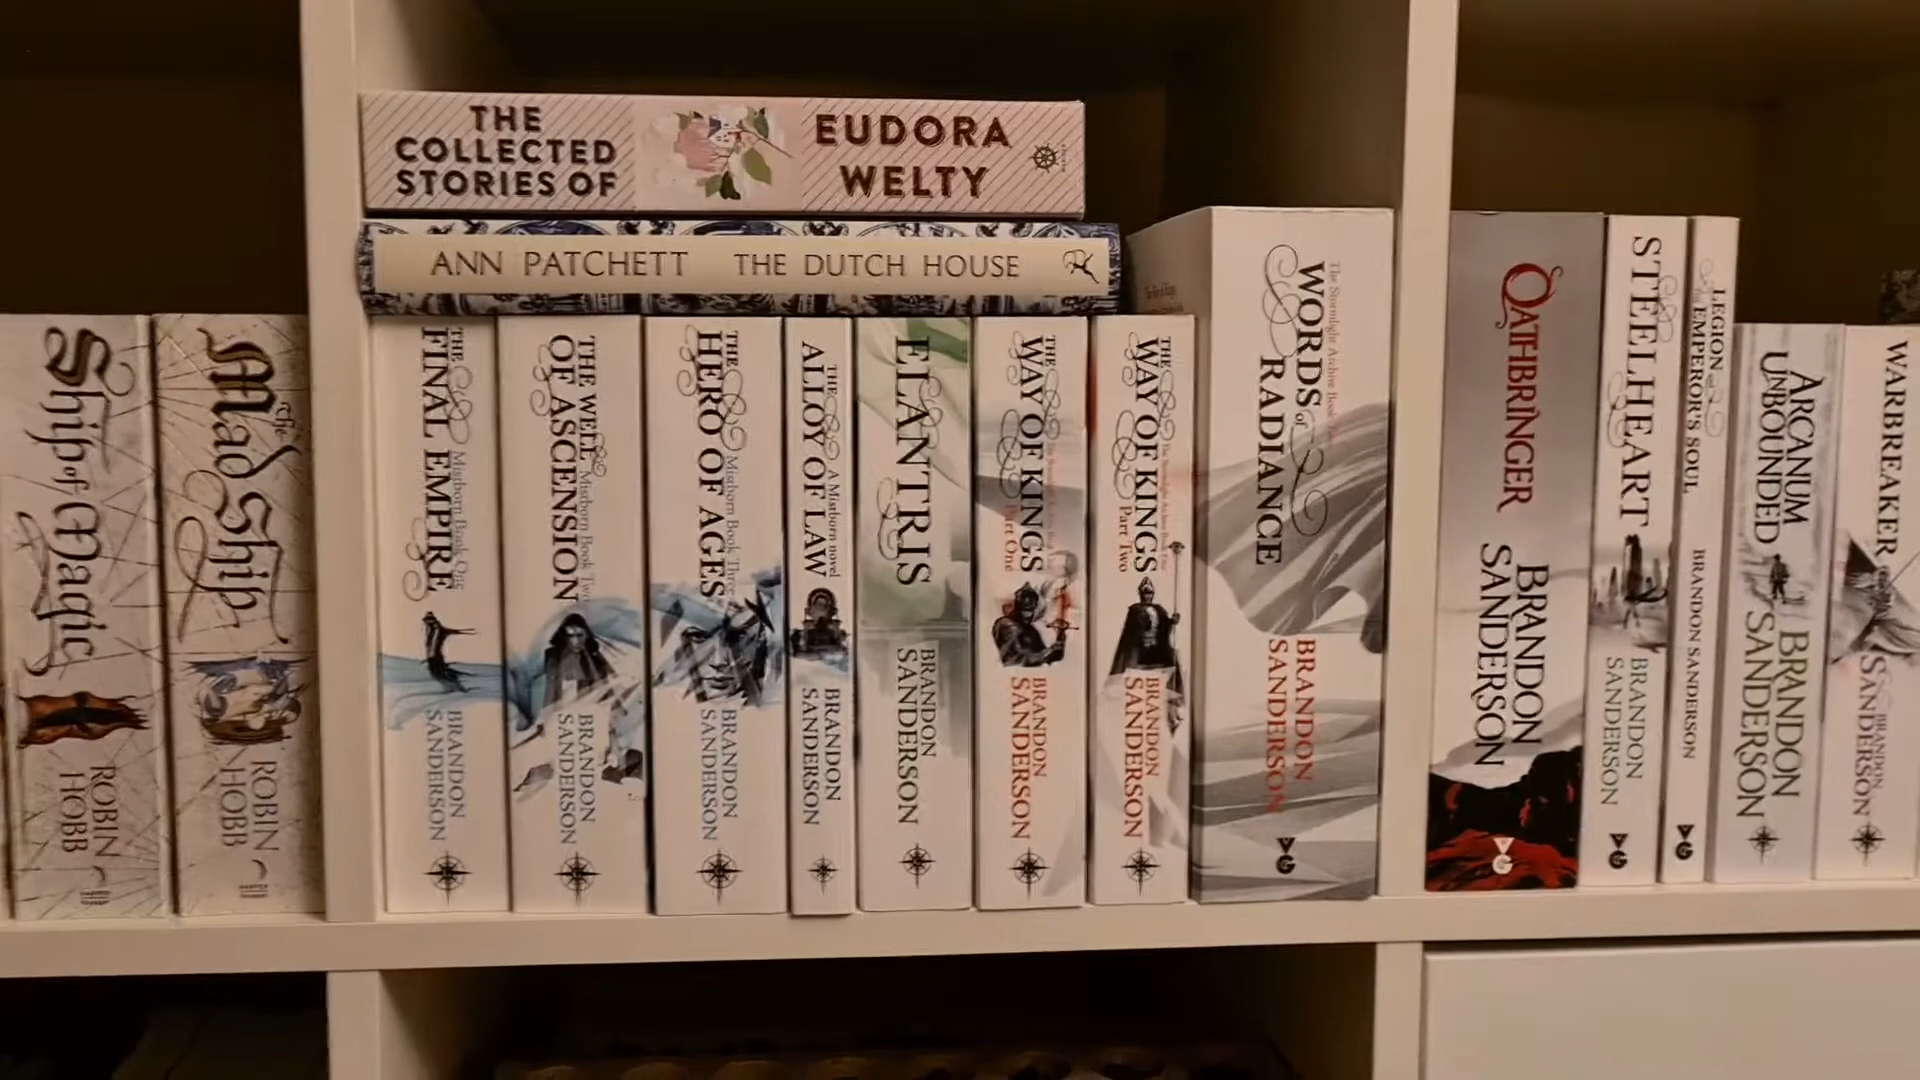 THE
COLLECTED
STORIES OF
EUDORA
WELTY
ANN PATCHETT THE DUTCH HOUSE
Ship of Magic
ROBIN
HOBB
The
Mad Ship
ROBIN
HOBB
THE
FINAL EMPIRE
Mistborn Book One
BRANDON
SANDERSON
THE WELL
OF ASCENSION
Mistborn Book Two
BRANDON
SANDERSON
THE
HERO OF AGES
Mistborn Book Three
BRANDON
SANDERSON
THE
ALLOY OF LAW
A Mistborn novel
BRANDON
SANDERSON
ELANTRIS
BRANDON
SANDERSON
THE
WAY OF KINGS
Part One
BRANDON
SANDERSON
THE
WAY OF KINGS
Part Two
BRANDON
SANDERSON
The Stormlight Archive Book
WORDS of
RADIANCE
BRANDON
SANDERSON
OATHBRINGER
BRANDON
SANDERSON
STEELHEART
BRANDON
SANDERSON
LEGION and
THE EMPEROR'S SOUL
BRANDON SANDERSON
ARCANUM
UNBOUNDED
BRANDON
SANDERSON
WARBREAKER
BRANDON
SANDERSON